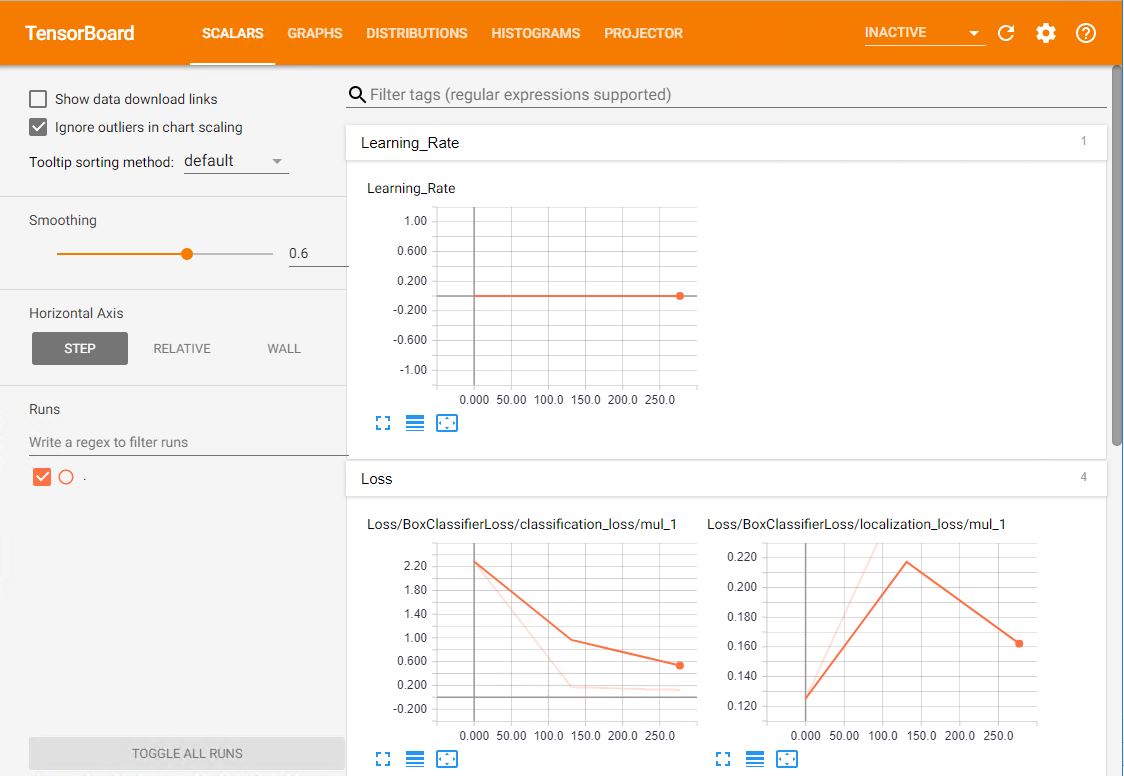 TensorBoard SCALARS GRAPHS DISTRIBUTIONS HISTOGRAMS PROJECTOR INACTIVE
Show data download links
Ignore outliers in chart scaling
Tooltip sorting method: default
Smoothing
0.6
Horizontal Axis
STEP RELATIVE WALL
Runs
Write a regex to filter runs
.
TOGGLE ALL RUNS
Filter tags (regular expressions supported)
Learning_Rate 1
Learning_Rate
1.00
0.600
0.200
-0.200
-0.600
-1.00
0.000 50.00 100.0 150.0 200.0 250.0
Loss 4
Loss/BoxClassifierLoss/classification_loss/mul_1
2.20
1.80
1.40
1.00
0.600
0.200
-0.200
0.000 50.00 100.0 150.0 200.0 250.0
Loss/BoxClassifierLoss/localization_loss/mul_1
0.220
0.200
0.180
0.160
0.140
0.120
0.000 50.00 100.0 150.0 200.0 250.0